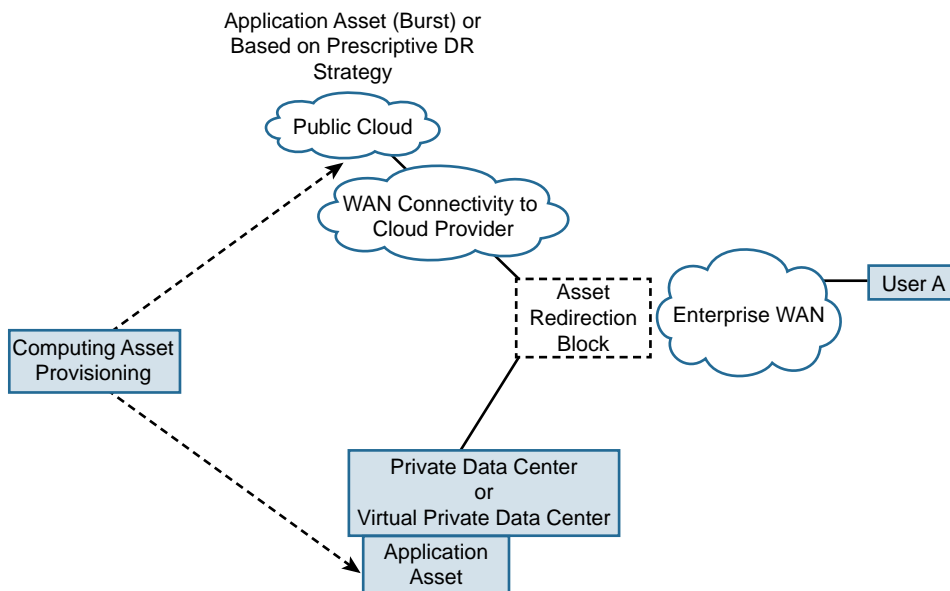 Application Asset (Burst) or
Based on Prescriptive DR
Strategy
Public Cloud
WAN Connectivity to
Cloud Provider
Asset
Redirection
Block
Enterprise WAN
User A
Computing Asset
Provisioning
Private Data Center
or
Virtual Private Data Center
Application
Asset